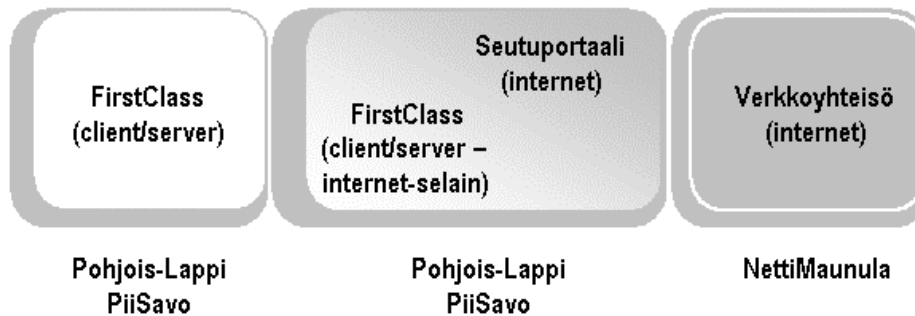 FirstClass
(client/server)
Seutuportaali
(internet)
FirstClass
(client/server –
internet-selain)
Verkkoyhteisö
(internet)
Pohjois-Lappi
PiiSavo
Pohjois-Lappi
PiiSavo
NettiMaunula